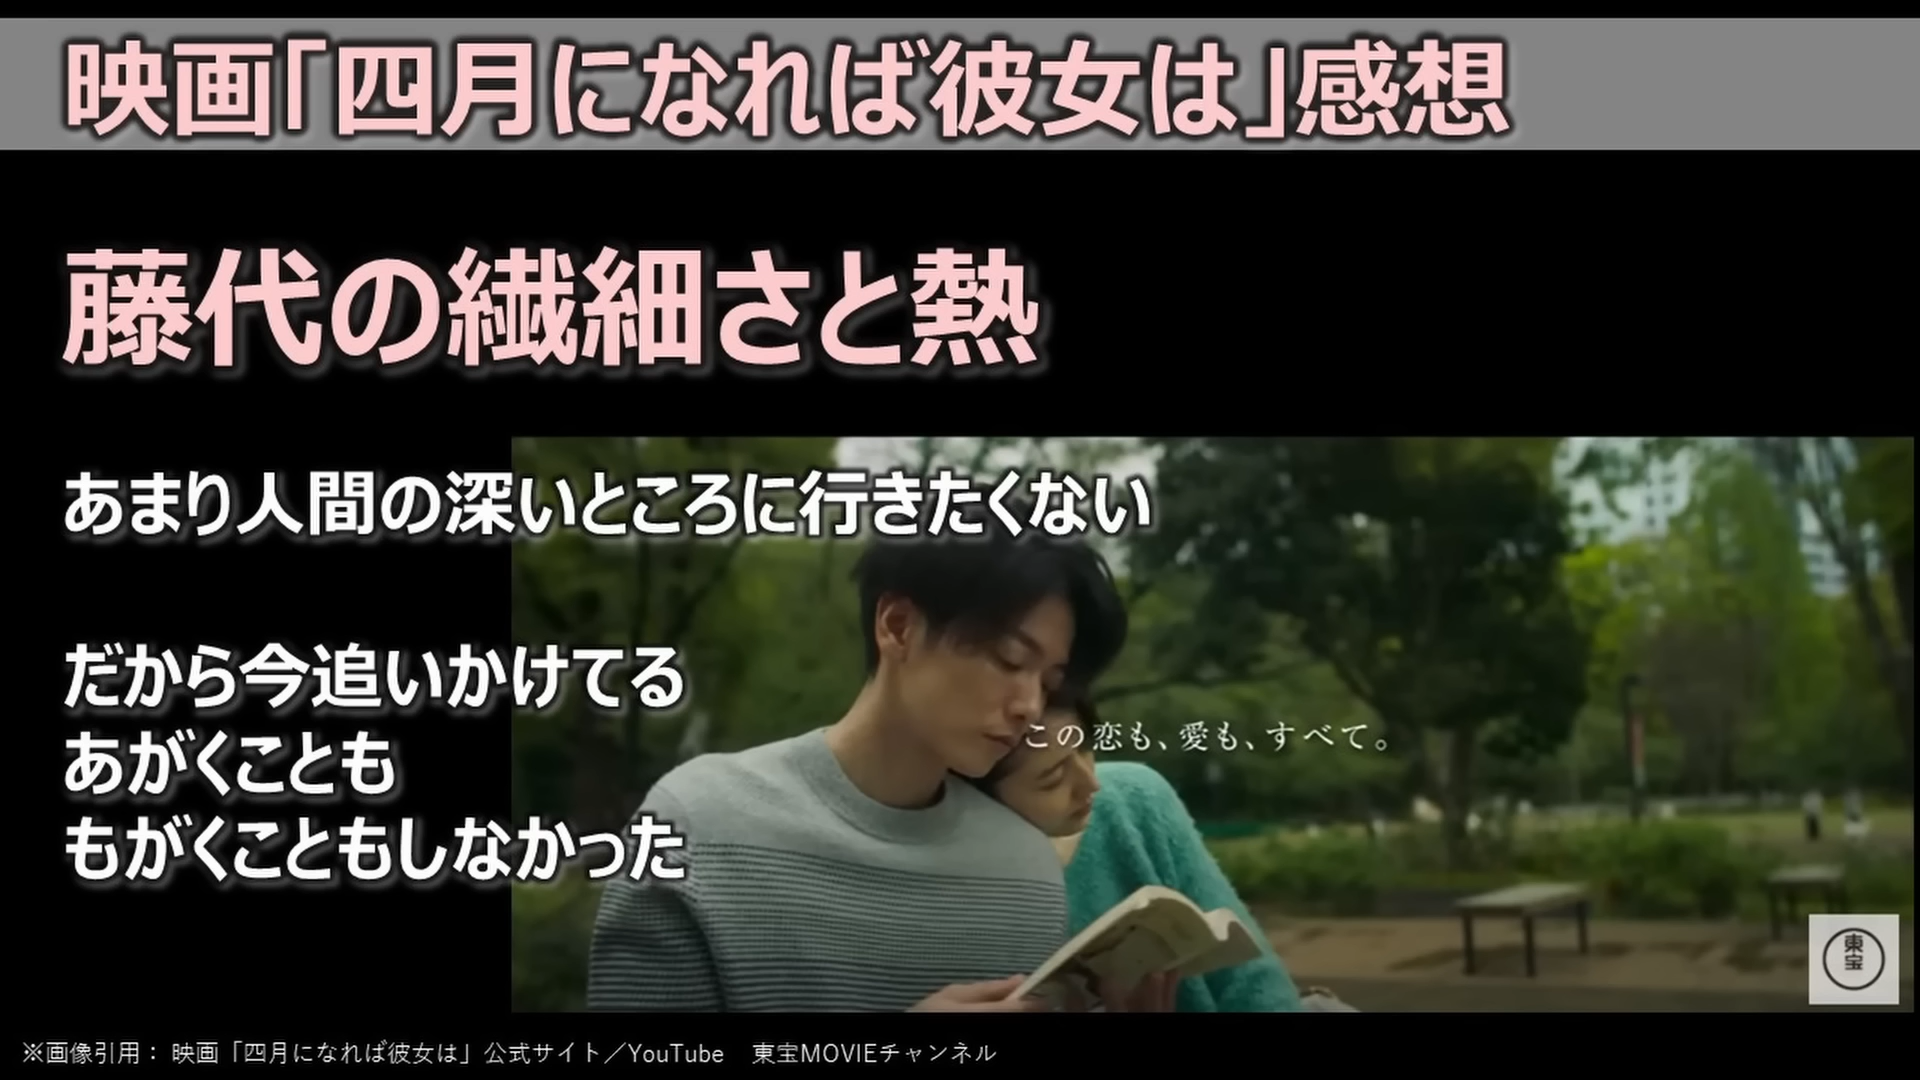 映画「四月になれば彼女は」感想
藤代の繊細さと熱
あまり人間の深いところに行きたくない
だから今追いかけてる
あがくことも
もがくこともしなかった
この恋も、愛も、すべて。
東宝
※画像引用： 映画「四月になれば彼女は」公式サイト／YouTube　東宝MOVIEチャンネル